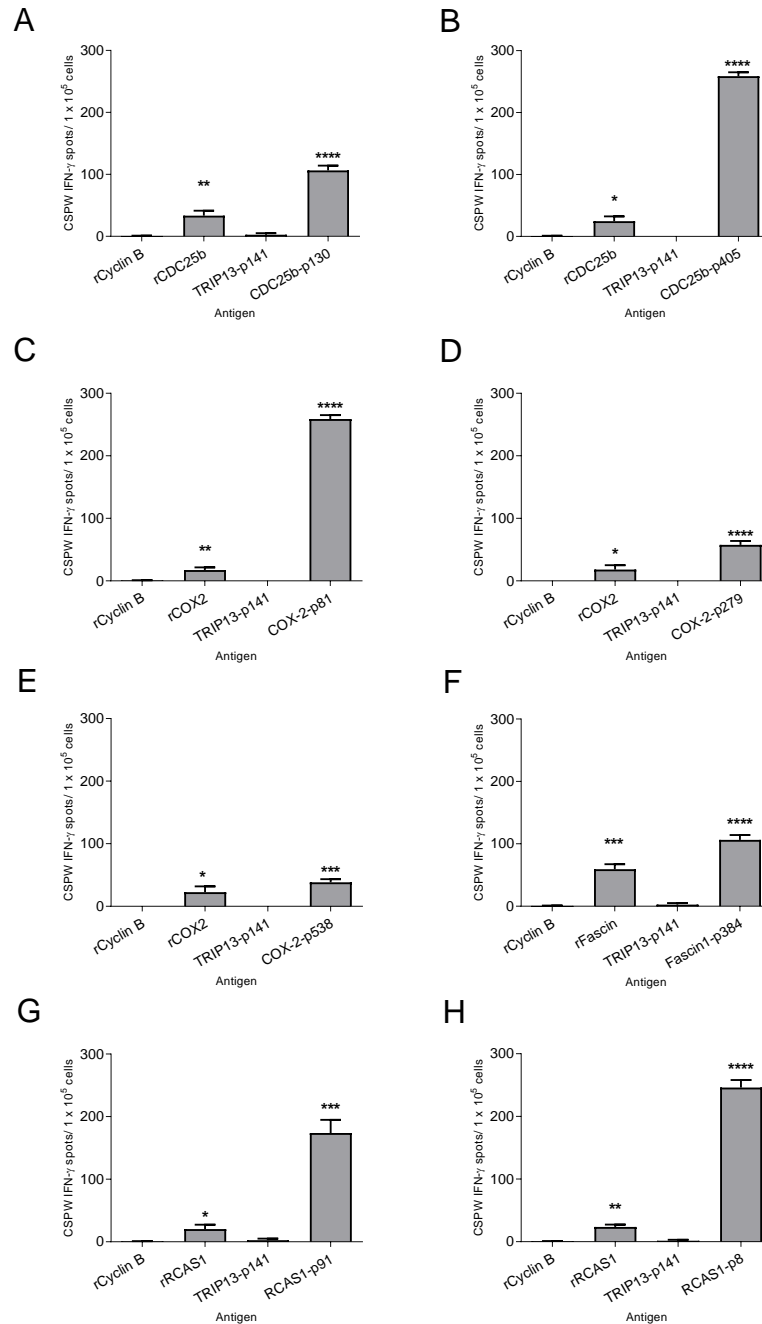 A
CSPW IFN-γ spots/ 1 x 10⁵ cells
300
200
100
0
**
****
rCyclin B
rCDC25b
TRIP13-p141
CDC25b-p130
Antigen
B
CSPW IFN-γ spots/ 1 x 10⁵ cells
300
200
100
0
*
****
rCyclin B
rCDC25b
TRIP13-p141
CDC25b-p405
Antigen
C
CSPW IFN-γ spots/ 1 x 10⁵ cells
300
200
100
0
**
****
rCyclin B
rCOX2
TRIP13-p141
COX-2-p81
Antigen
D
CSPW IFN-γ spots/ 1 x 10⁵ cells
300
200
100
0
*
****
rCyclin B
rCOX2
TRIP13-p141
COX-2-p279
Antigen
E
CSPW IFN-γ spots/ 1 x 10⁵ cells
300
200
100
0
*
***
rCyclin B
rCOX2
TRIP13-p141
COX-2-p538
Antigen
F
CSPW IFN-γ spots/ 1 x 10⁵ cells
300
200
100
0
***
****
rCyclin B
rFascin
TRIP13-p141
Fascin1-p384
Antigen
G
CSPW IFN-γ spots/ 1 x 10⁵ cells
300
200
100
0
*
***
rCyclin B
rRCAS1
TRIP13-p141
RCAS1-p91
Antigen
H
CSPW IFN-γ spots/ 1 x 10⁵ cells
300
200
100
0
**
****
rCyclin B
rRCAS1
TRIP13-p141
RCAS1-p8
Antigen